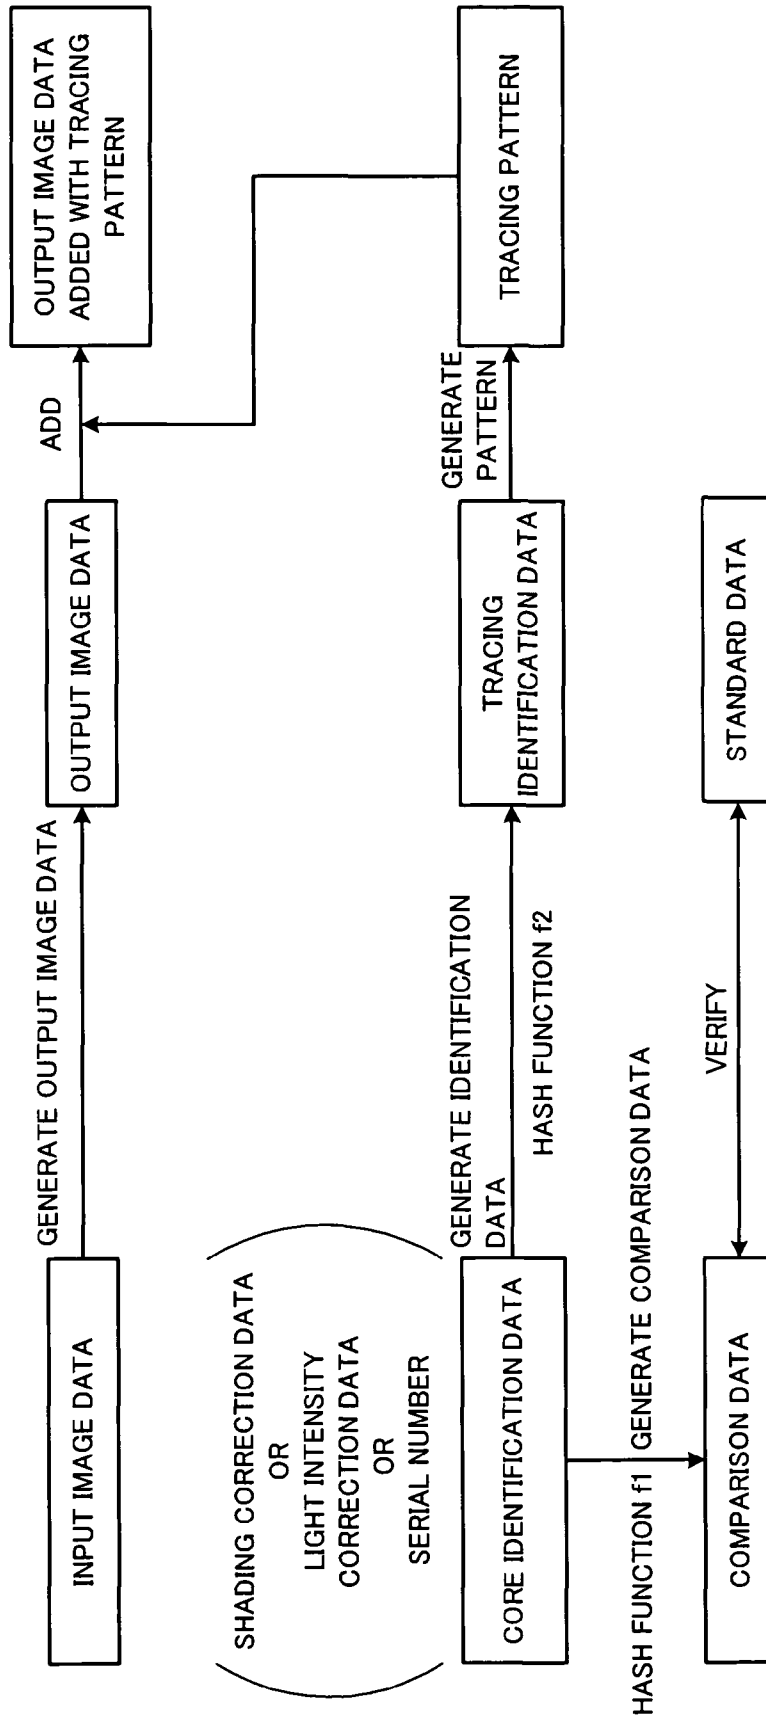 INPUT IMAGE DATA
GENERATE OUTPUT IMAGE DATA
OUTPUT IMAGE DATA
ADD
OUTPUT IMAGE DATA
ADDED WITH TRACING
PATTERN
SHADING CORRECTION DATA
OR
LIGHT INTENSITY
CORRECTION DATA
OR
SERIAL NUMBER
CORE IDENTIFICATION DATA
GENERATE IDENTIFICATION
DATA
HASH FUNCTION f2
TRACING
IDENTIFICATION DATA
GENERATE
PATTERN
TRACING PATTERN
HASH FUNCTION f1 GENERATE COMPARISON DATA
COMPARISON DATA
VERIFY
STANDARD DATA